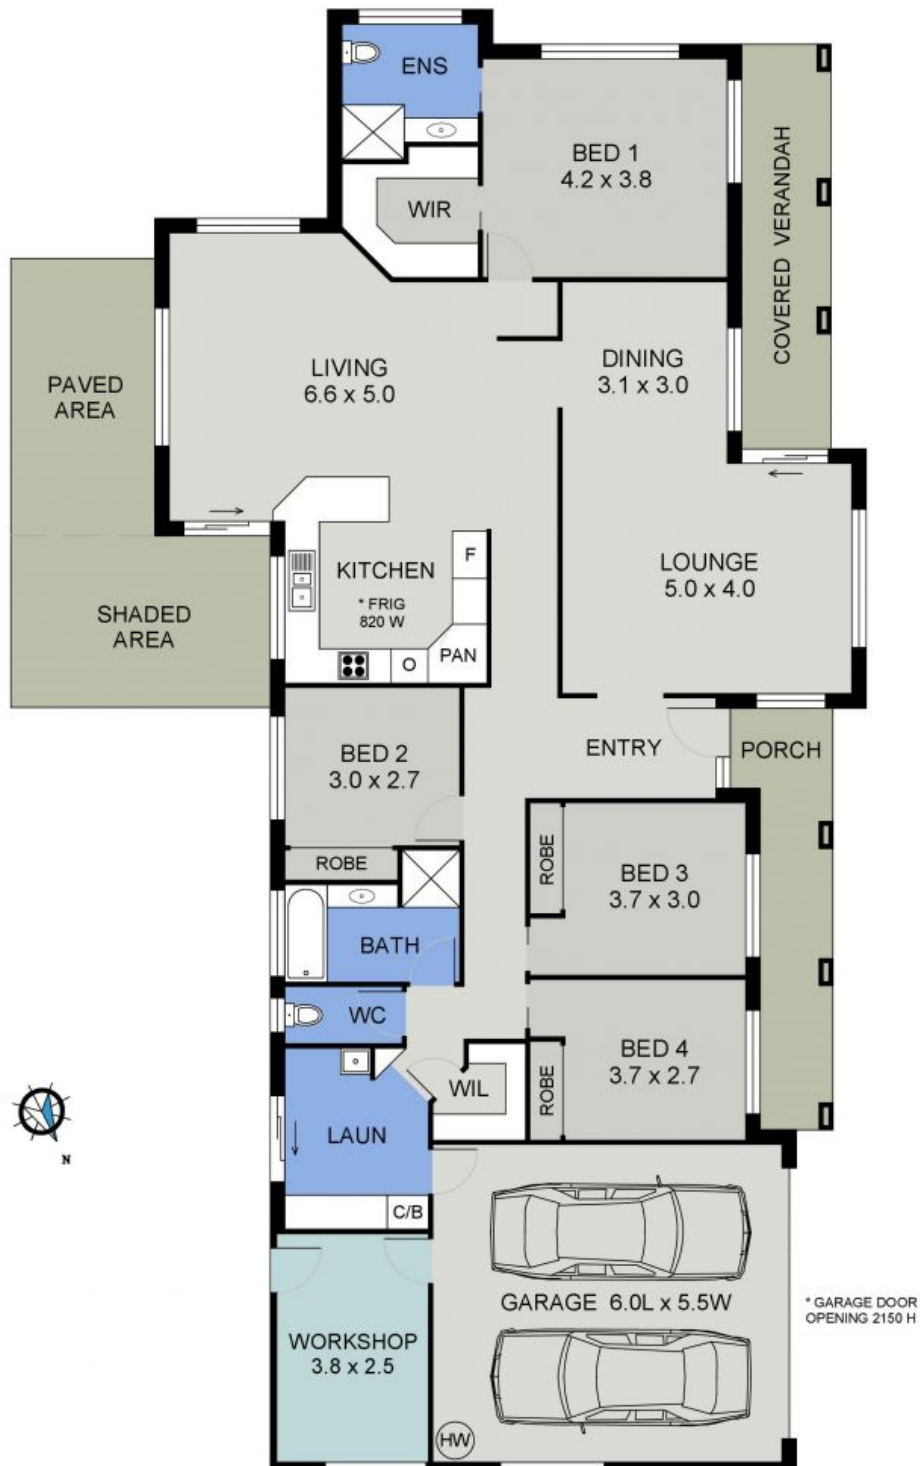 ENS
BED 1
4.2 x 3.8
WIR
COVERED VERANDAH
LIVING
6.6 x 5.0
DINING
3.1 x 3.0
PAVED
AREA
KITCHEN
* FRIG
820 W
F
O
PAN
LOUNGE
5.0 x 4.0
SHADED
AREA
BED 2
3.0 x 2.7
ENTRY
PORCH
ROBE
ROBE
BED 3
3.7 x 3.0
BATH
WC
BED 4
3.7 x 2.7
ROBE
WIL
LAUN
N
C/B
GARAGE 6.0L x 5.5W
* GARAGE DOOR
OPENING 2150 H
WORKSHOP
3.8 x 2.5
HW